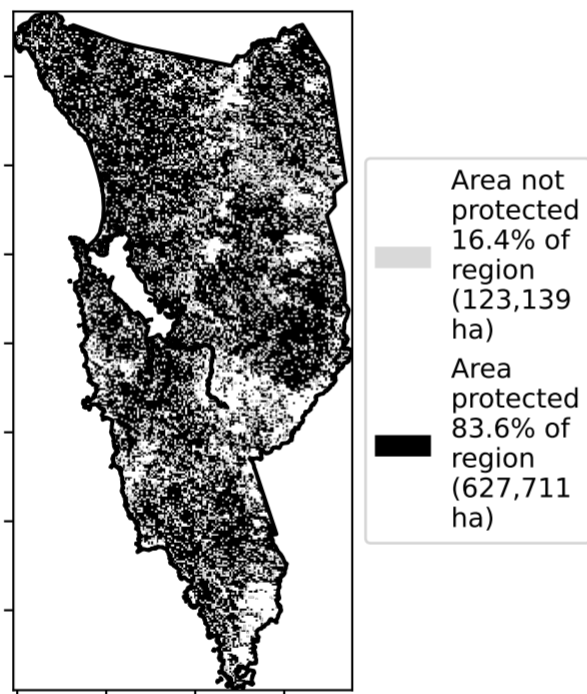 Area not
protected
16.4% of
region
(123,139
ha)
Area
protected
83.6% of
region
(627,711
ha)